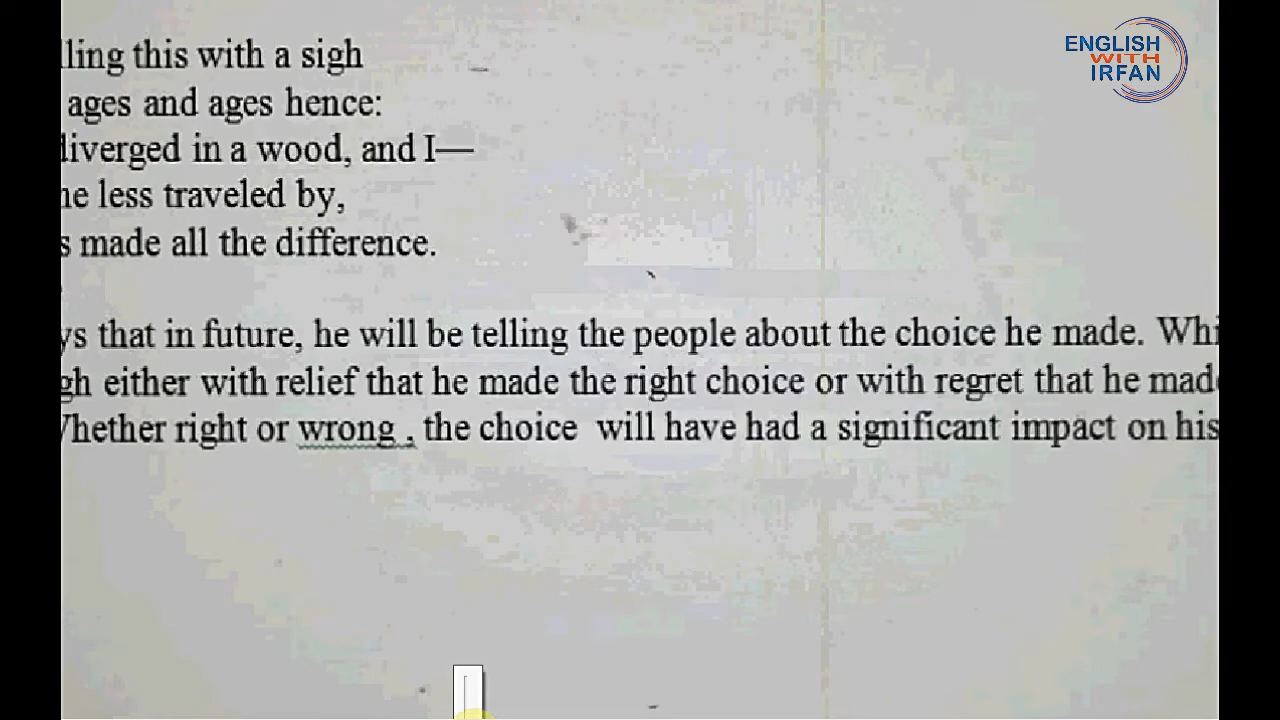 lling this with a sigh
ages and ages hence:
diverged in a wood, and I—
he less traveled by,
s made all the difference.
ys that in future, he will be telling the people about the choice he made. Whi
gh either with relief that he made the right choice or with regret that he mad
Whether right or wrong , the choice will have had a significant impact on his
ENGLISH
WITH
IRFAN